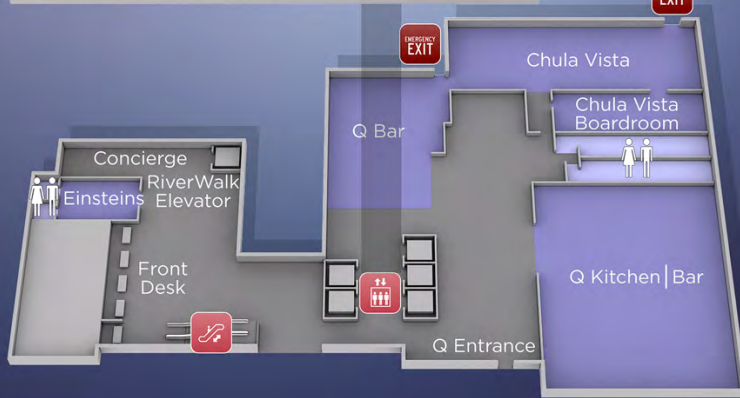 EXIT
EMERGENCY
EXIT
Chula Vista
Chula Vista
Boardroom
Q Bar
Concierge
RiverWalk
Elevator
Einsteins
Front
Desk
Q Kitchen|Bar
Q Entrance